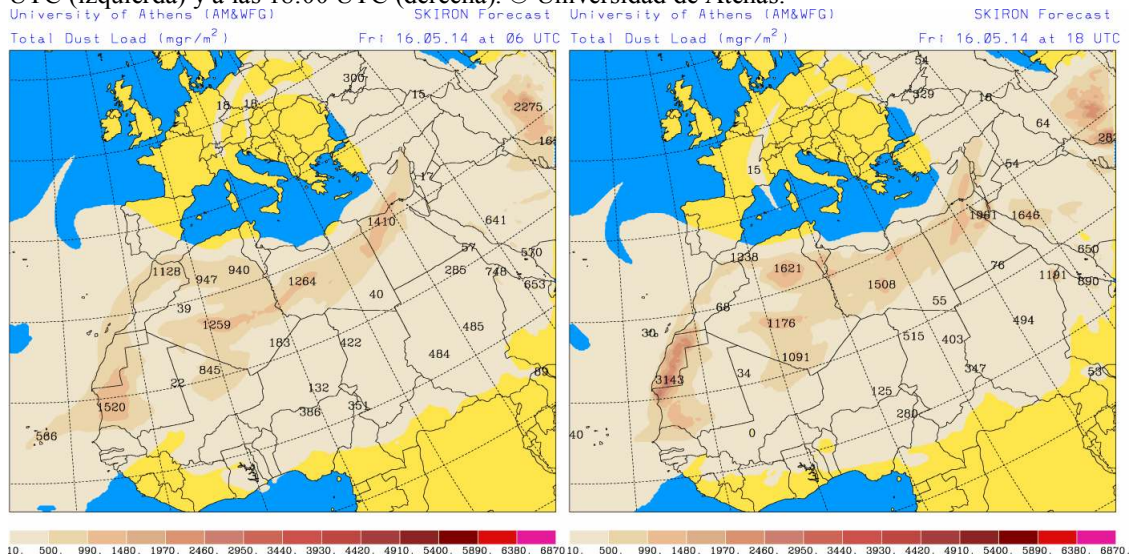 UTC (izquierda) y a las 18:00 UTC (derecha). © Universidad de Atenas.
University of Athens (AM&WFG) SKIRON Forecast
Total Dust Load (mgr/m²) Fri 16.05.14 at 06 UTC
300
18 18 15
2275
17
1410
641
57 570
285 748
653
1128 947 940
1264
39 40
1259
485
183 422
484
22 845
89
132
1520 386 351
586
10. 500. 990. 1480. 1970. 2460. 2950. 3440. 3930. 4420. 4910. 5400. 5890. 6380. 6870.
University of Athens (AM&WFG) SKIRON Forecast
Total Dust Load (mgr/m²) Fri 16.05.14 at 18 UTC
54
329 18
64
15 54
1961 1646
650
1238 1621 76
1191 890
1508
68 55
30 1176 494
515 403
1091
3143 34 347 53
125
280
40 0
10. 500. 990. 1480. 1970. 2460. 2950. 3440. 3930. 4420. 4910. 5400. 5890. 6380. 6870.